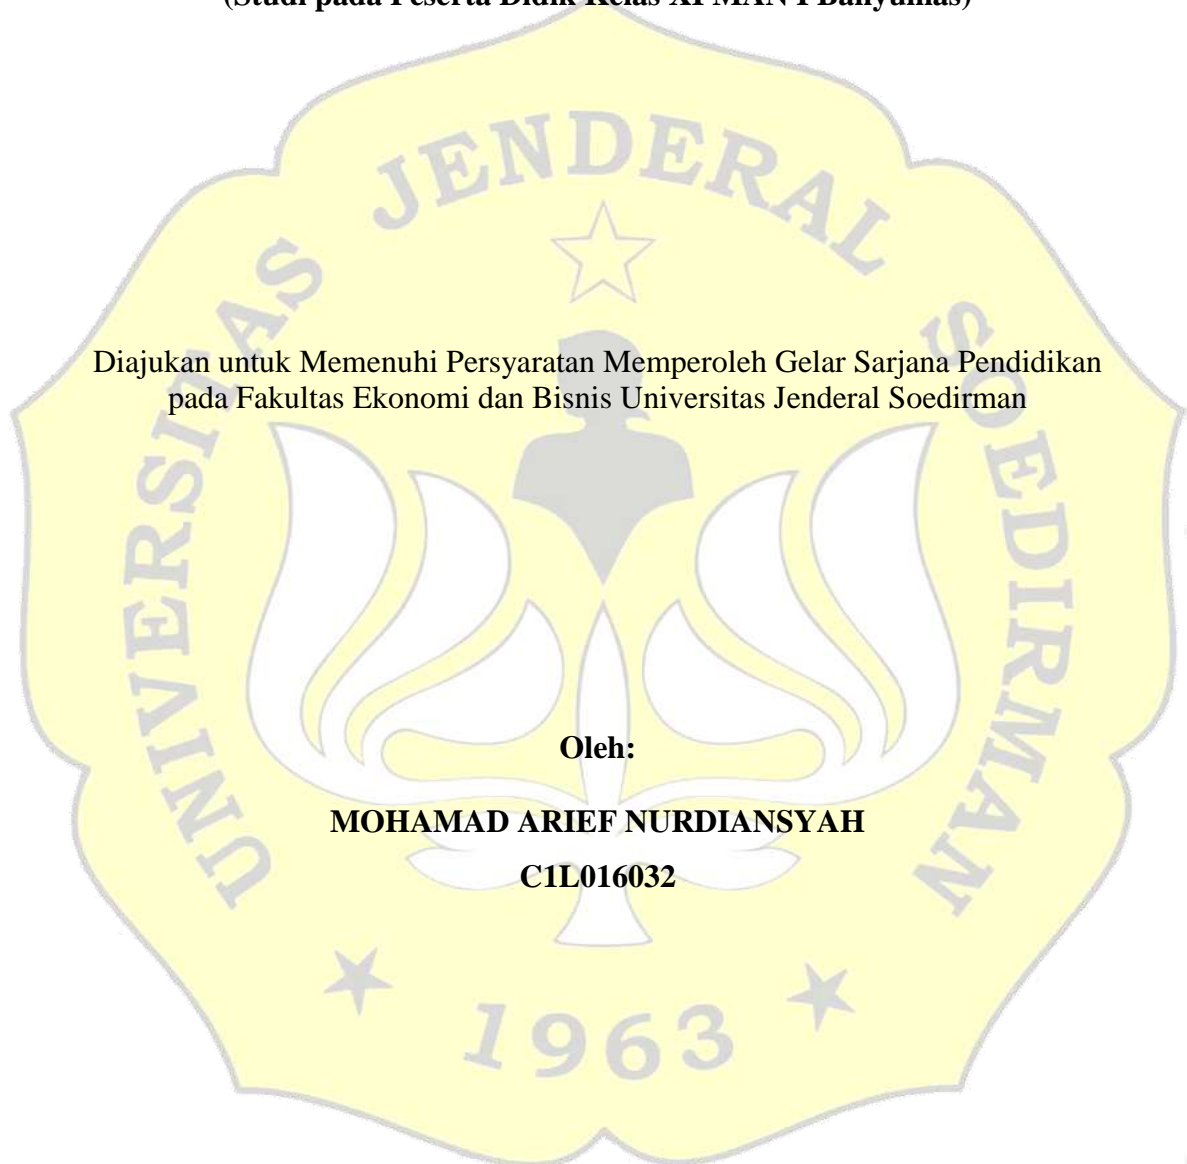 (Studi pada Peserta Didik Kelas XI MAN 1 Banyumas)
UNIVERSITAS JENDERAL SOEDIRMAN
Diajukan untuk Memenuhi Persyaratan Memperoleh Gelar Sarjana Pendidikan
pada Fakultas Ekonomi dan Bisnis Universitas Jenderal Soedirman
Oleh:
MOHAMAD ARIEF NURDIANSYAH
C1L016032
1963